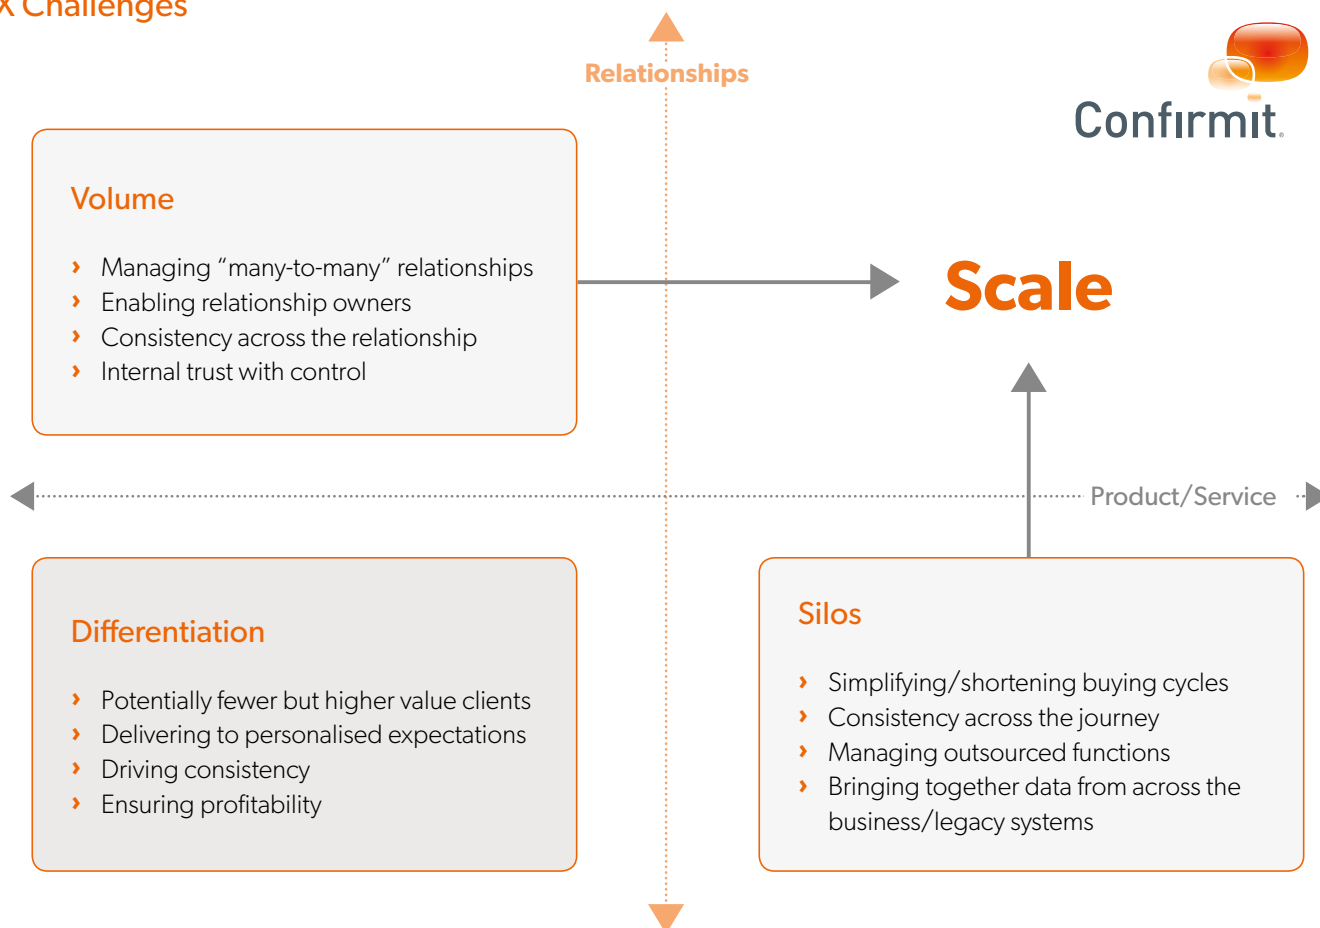 X Challenges
Relationships
Confirmit®
Volume
› Managing “many-to-many” relationships
› Enabling relationship owners
› Consistency across the relationship
› Internal trust with control
Scale
Product/Service
Differentiation
› Potentially fewer but higher value clients
› Delivering to personalised expectations
› Driving consistency
› Ensuring profitability
Silos
› Simplifying/shortening buying cycles
› Consistency across the journey
› Managing outsourced functions
› Bringing together data from across the
business/legacy systems